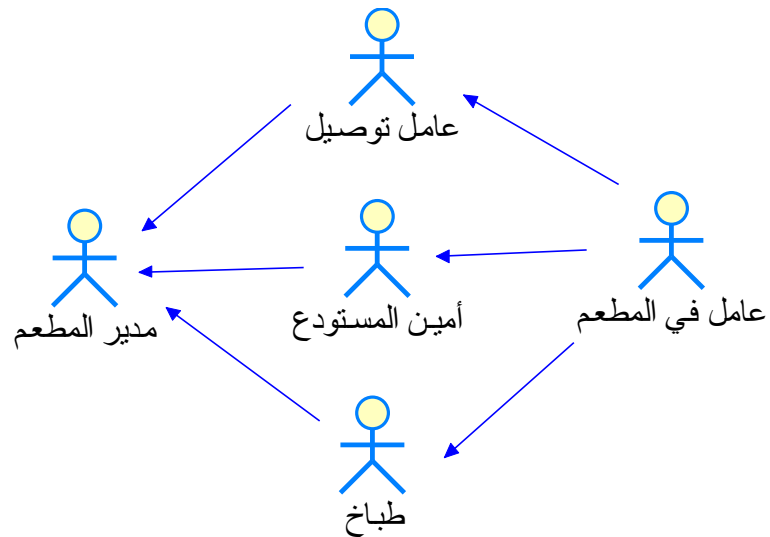 عامل توصيل
عامل في المطعم
أمين المستودع
مدير المطعم
طباخ